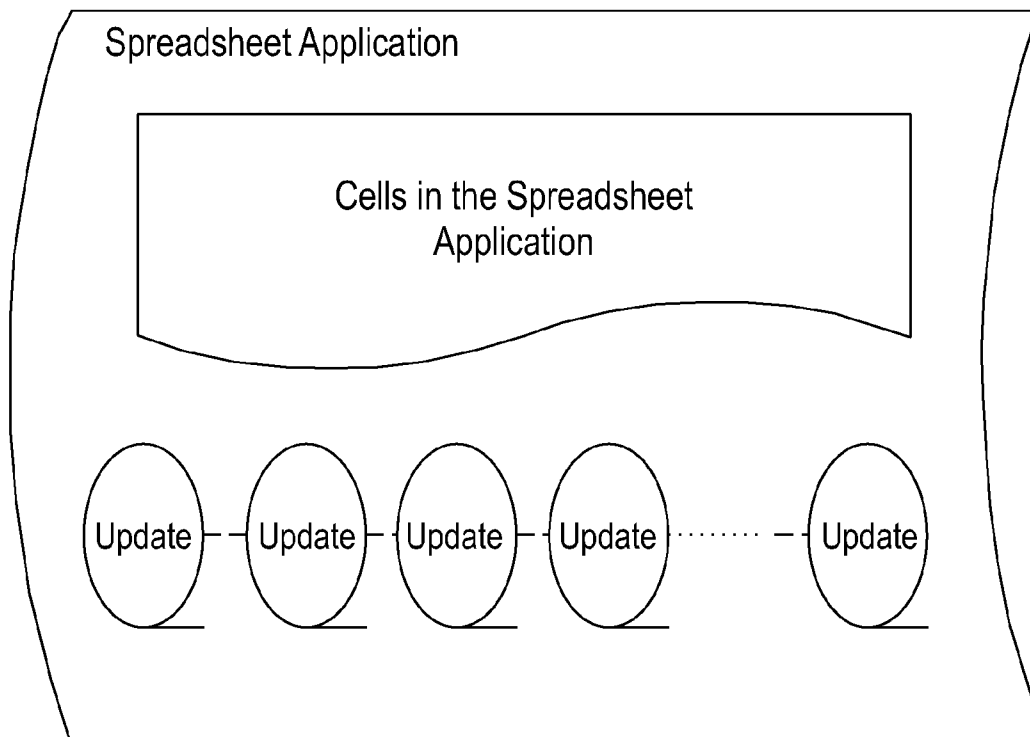 Spreadsheet Application
Cells in the Spreadsheet
Application
Update Update Update Update Update